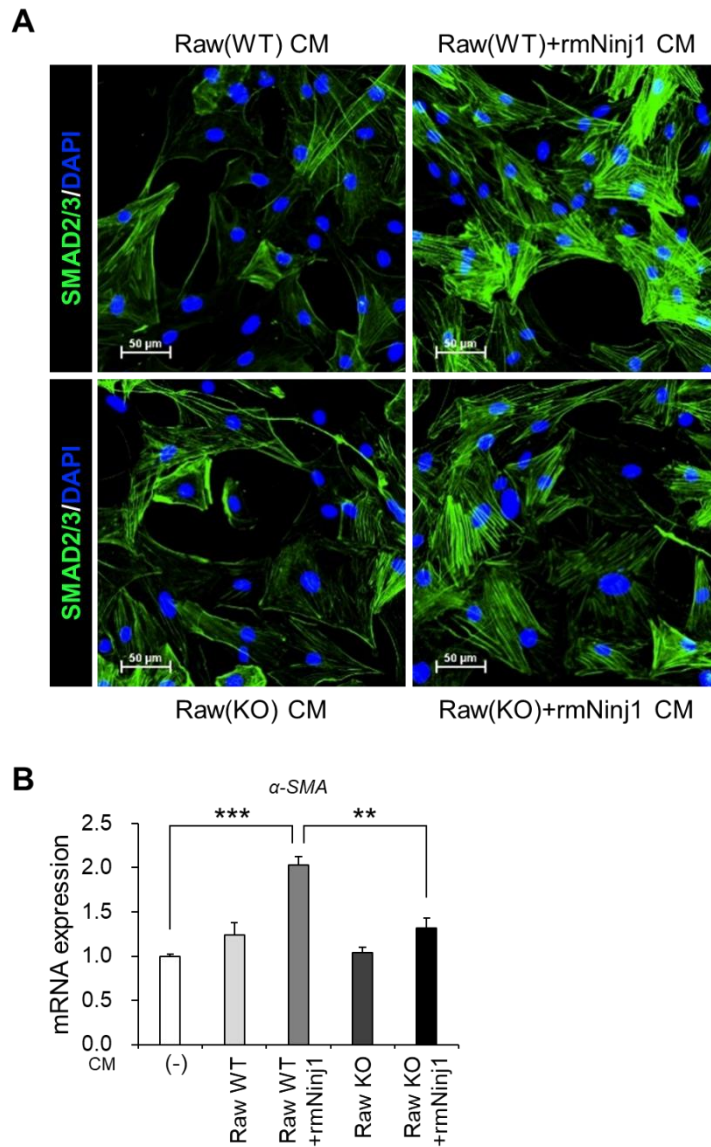 A
Raw(WT) CM
Raw(WT)+rmNinj1 CM
SMAD2/3/DAPI
50 µm
50 µm
SMAD2/3/DAPI
50 µm
50 µm
Raw(KO) CM
Raw(KO)+rmNinj1 CM
B
α-SMA
*** **
mRNA expression
2.5
2.0
1.5
1.0
0.5
0.0
CM
(-)
Raw WT
Raw WT
+rmNinj1
Raw KO
Raw KO
+rmNinj1